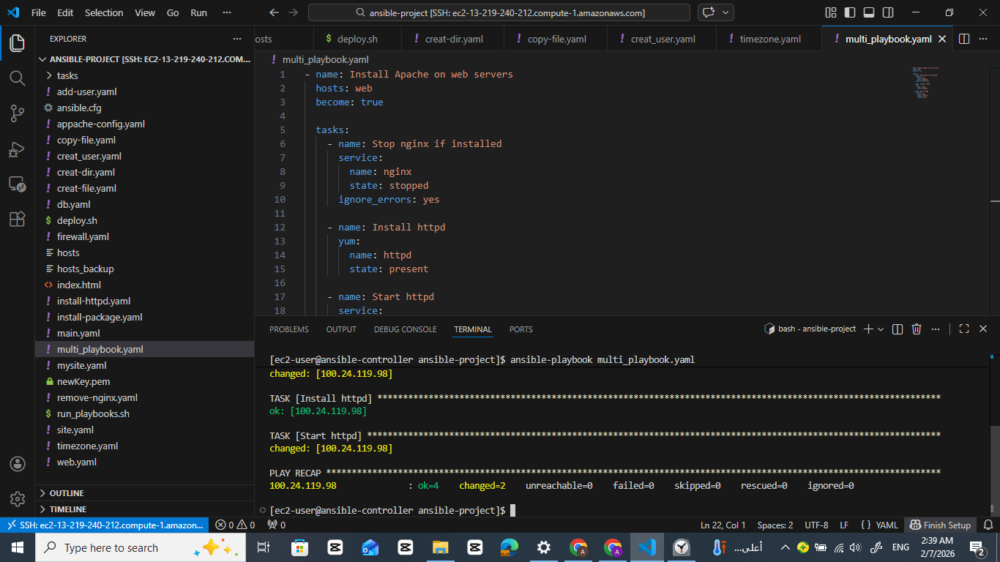 File Edit Selection View Go Run ··· ansible-project [SSH: ec2-13-219-240-212.compute-1.amazonaws.com]
EXPLORER ···
ANSIBLE-PROJECT [SSH: EC2-13-219-240-212.COM...
tasks
add-user.yaml
ansible.cfg
appache-config.yaml
copy-file.yaml
creat_user.yaml
creat-dir.yaml
creat-file.yaml
db.yaml
deploy.sh
firewall.yaml
hosts
hosts_backup
index.html
install-httpd.yaml
install-package.yaml
main.yaml
multi_playbook.yaml
mysite.yaml
newKey.pem
remove-nginx.yaml
run_playbooks.sh
site.yaml
timezone.yaml
web.yaml
OUTLINE
TIMELINE
osts $ deploy.sh ! creat-dir.yaml ! copy-file.yaml ! creat_user.yaml ! timezone.yaml ! multi_playbook.yaml
! multi_playbook.yaml
1 - name: Install Apache on web servers
2 hosts: web
3 become: true
4
5 tasks:
6 - name: Stop nginx if installed
7 service:
8 name: nginx
9 state: stopped
10 ignore_errors: yes
11
12 - name: Install httpd
13 yum:
14 name: httpd
15 state: present
16
17 - name: Start httpd
18 service:
PROBLEMS OUTPUT DEBUG CONSOLE TERMINAL PORTS bash - ansible-project
[ec2-user@ansible-controller ansible-project]$ ansible-playbook multi_playbook.yaml
changed: [100.24.119.98]
TASK [Install httpd] **************************************************************************************************************
ok: [100.24.119.98]
TASK [Start httpd] ****************************************************************************************************************
changed: [100.24.119.98]
PLAY RECAP ************************************************************************************************************************
100.24.119.98 : ok=4 changed=2 unreachable=0 failed=0 skipped=0 rescued=0 ignored=0
[ec2-user@ansible-controller ansible-project]$
SSH: ec2-13-219-240-212.compute-1.amazon... 0 0 0 Ln 22, Col 1 Spaces: 2 UTF-8 LF { } YAML Finish Setup
Type here to search أعلى... ENG 2:39 AM
2/7/2026 2